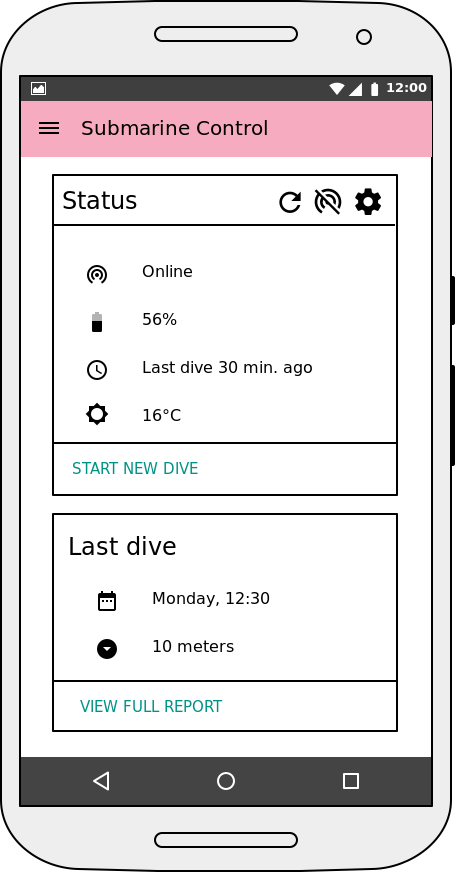 12:00
Submarine Control
Status
Online
56%
Last dive 30 min. ago
16°C
START NEW DIVE
Last dive
Monday, 12:30
10 meters
VIEW FULL REPORT